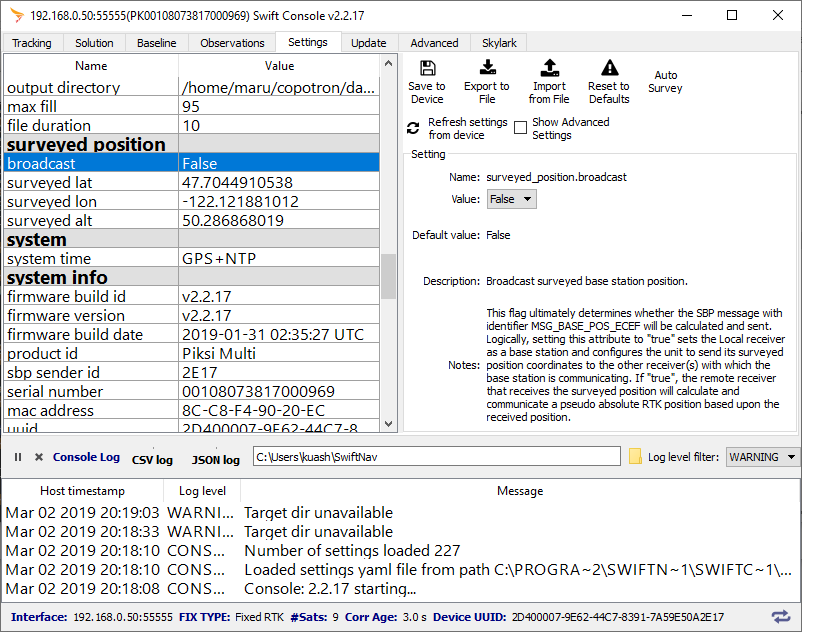 192.168.0.50:55555(PK00108073817000969) Swift Console v2.2.17
Tracking Solution Baseline Observations Settings Update Advanced Skylark
Name Value
output directory /home/maru/copotron/da...
max fill 95
file duration 10
surveyed position
broadcast False
surveyed lat 47.7044910538
surveyed lon -122.121881012
surveyed alt 50.286868019
system
system time GPS+NTP
system info
firmware build id v2.2.17
firmware version v2.2.17
firmware build date 2019-01-31 02:35:27 UTC
product id Piksi Multi
sbp sender id 2E17
serial number 00108073817000969
mac address 8C-C8-F4-90-20-EC
uuid 2D400007-9E62-44C7-8
Save to Device
Export to File
Import from File
Reset to Defaults
Auto Survey
Refresh settings from device
Show Advanced Settings
Setting
Name: surveyed_position.broadcast
Value: False
Default value: False
Description: Broadcast surveyed base station position.
Notes:
This flag ultimately determines whether the SBP message with
identifier MSG_BASE_POS_ECEF will be calculated and sent.
Logically, setting this attribute to "true" sets the Local receiver
as a base station and configures the unit to send its surveyed
position coordinates to the other receiver(s) with which the
base station is communicating. If "true", the remote receiver
that receives the surveyed position will calculate and
communicate a pseudo absolute RTK position based upon the
received position.
Console Log CSV log JSON log C:\Users\kuash\SwiftNav Log level filter: WARNING
Host timestamp Log level Message
Mar 02 2019 20:19:03 WARNI... Target dir unavailable
Mar 02 2019 20:18:33 WARNI... Target dir unavailable
Mar 02 2019 20:18:10 CONS... Number of settings loaded 227
Mar 02 2019 20:18:10 CONS... Loaded settings yaml file from path C:\PROGRA~2\SWIFTN~1\SWIFTC~1\...
Mar 02 2019 20:18:08 CONS... Console: 2.2.17 starting...
Interface: 192.168.0.50:55555 FIX TYPE: Fixed RTK #Sats: 9 Corr Age: 3.0 s Device UUID: 2D400007-9E62-44C7-8391-7A59E50A2E17